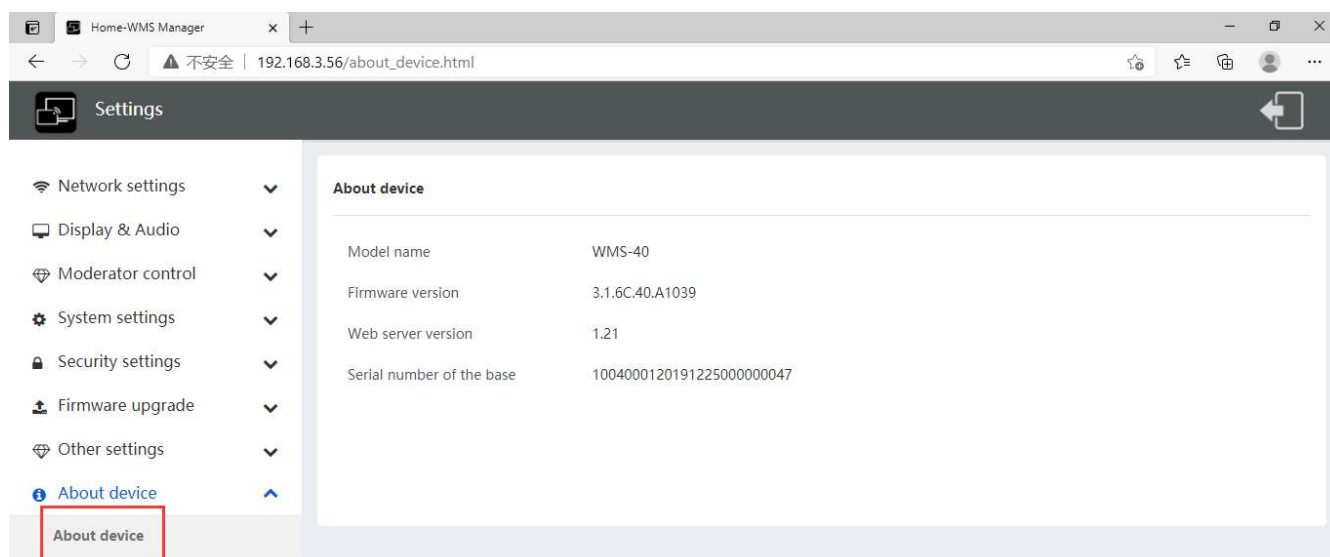 Home-WMS Manager
不安全 | 192.168.3.56/about_device.html
Settings
Network settings
Display & Audio
Moderator control
System settings
Security settings
Firmware upgrade
Other settings
About device
About device
About device
Model name WMS-40
Firmware version 3.1.6C.40.A1039
Web server version 1.21
Serial number of the base 1004000120191225000000047